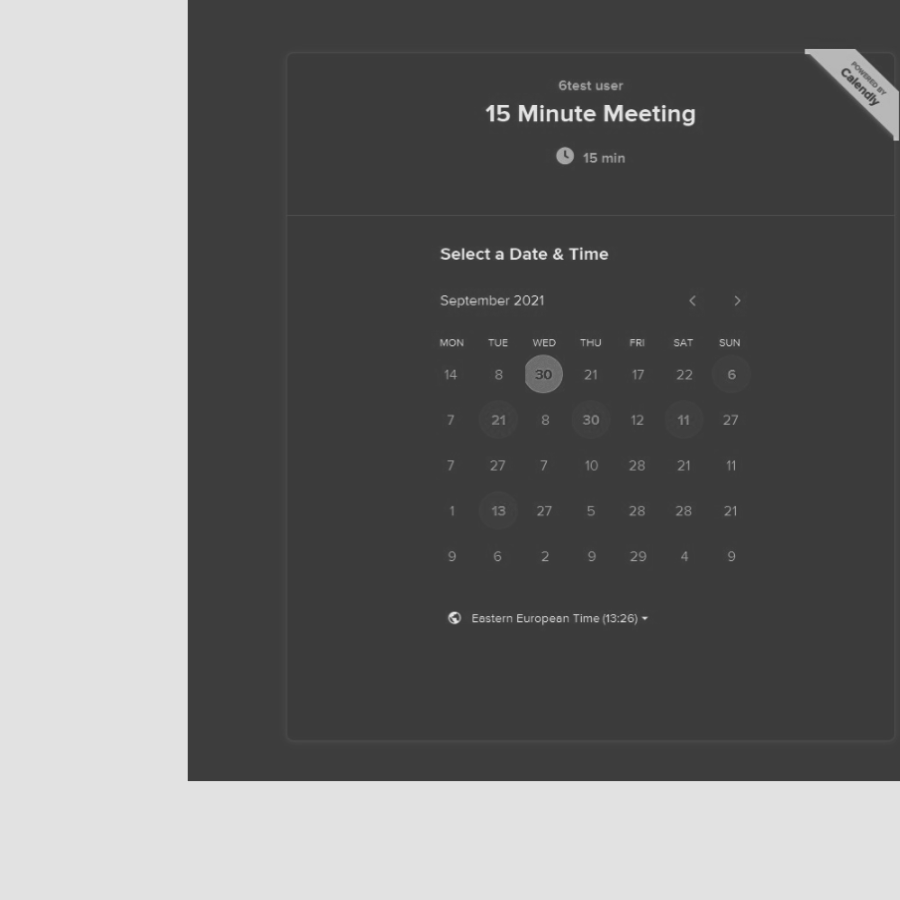 POWERED BY
Calendly
6test user
15 Minute Meeting
15 min
Select a Date & Time
September 2021
MON TUE WED THU FRI SAT SUN
14 8 30 21 17 22 6
7 21 8 30 12 11 27
7 27 7 10 28 21 11
1 13 27 5 28 28 21
9 6 2 9 29 4 9
Eastern European Time (13:26)